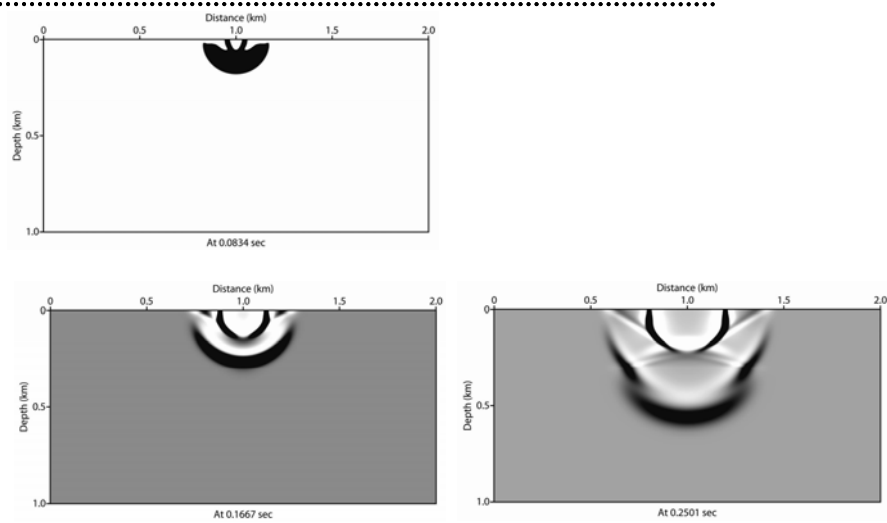 Distance (km)
0 0.5 1.0 1.5 2.0
0
Depth (km)
0.5
1.0
At 0.0834 sec
Distance (km)
0 0.5 1.0 1.5 2.0
0
Depth (km)
0.5
1.0
At 0.1667 sec
Distance (km)
0 0.5 1.0 1.5 2.0
0
Depth (km)
0.5
1.0
At 0.2501 sec